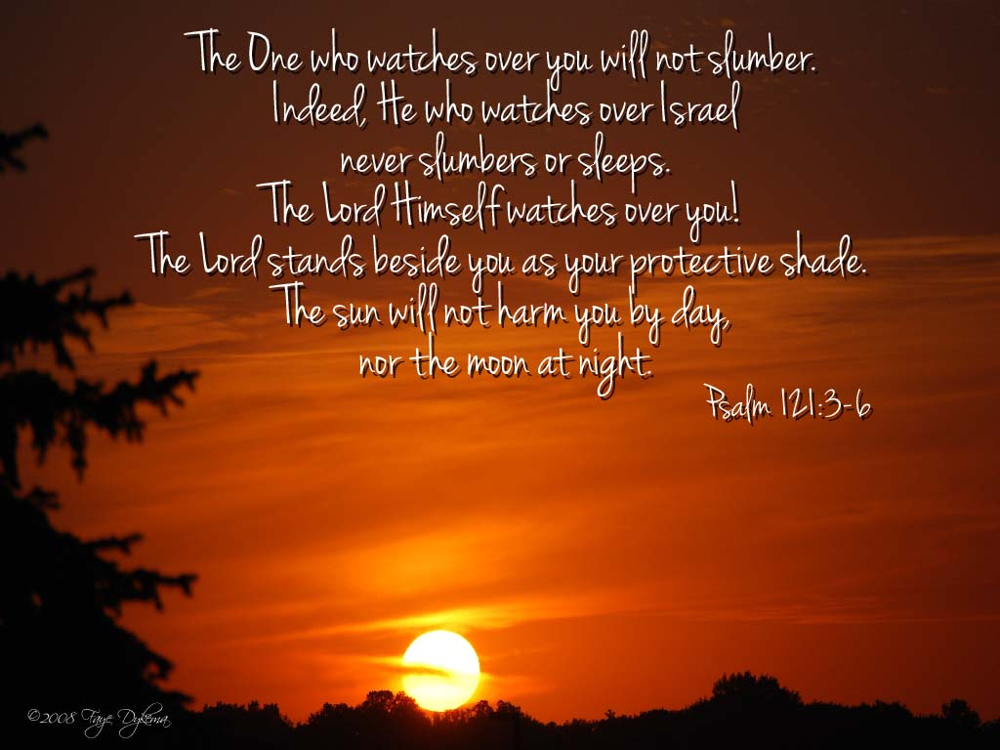 The One who watches over you will not slumber.
Indeed, He who watches over Israel
never slumbers or sleeps.
The Lord Himself watches over you!
The Lord stands beside you as your protective shade.
The sun will not harm you by day,
nor the moon at night.
Psalm 121:3-6
©2008 Faye Dykema